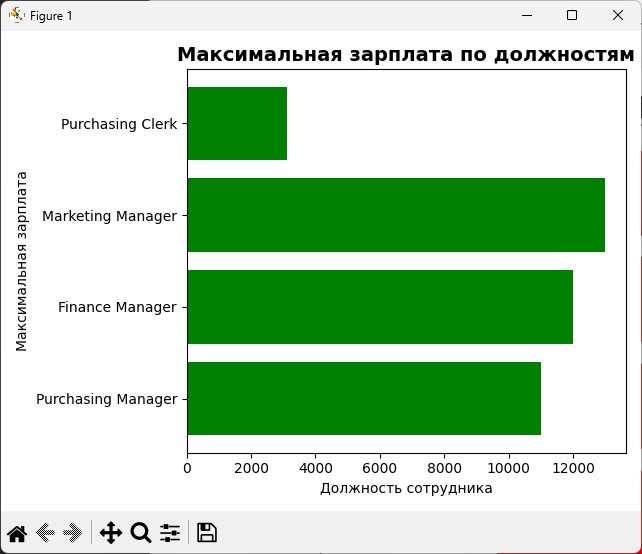 Figure 1
Максимальная зарплата по должностям
Максимальная зарплата
Purchasing Clerk
Marketing Manager
Finance Manager
Purchasing Manager
0 2000 4000 6000 8000 10000 12000
Должность сотрудника